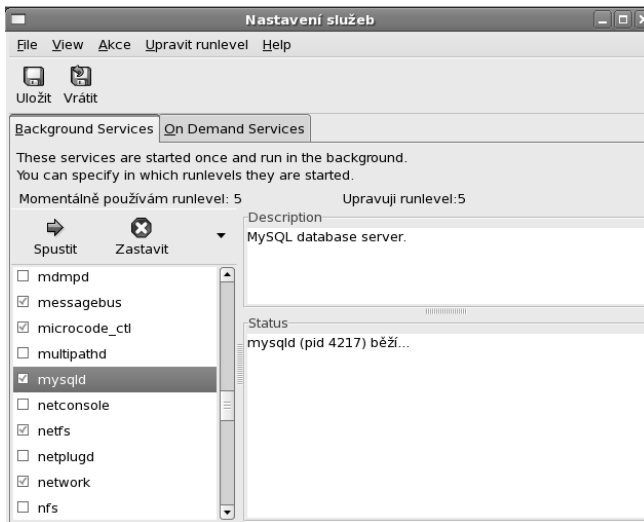 Nastavení služeb
File View Akce Upravit runlevel Help
Uložit Vrátit
Background Services On Demand Services
These services are started once and run in the background.
You can specify in which runlevels they are started.
Momentálně používám runlevel: 5 Upravuji runlevel:5
Spustit Zastavit
mdmpd
messagebus
microcode_ctl
multipathd
mysqld
netconsole
netfs
netplugd
network
nfs
Description
MySQL database server.
Status
mysqld (pid 4217) běží...